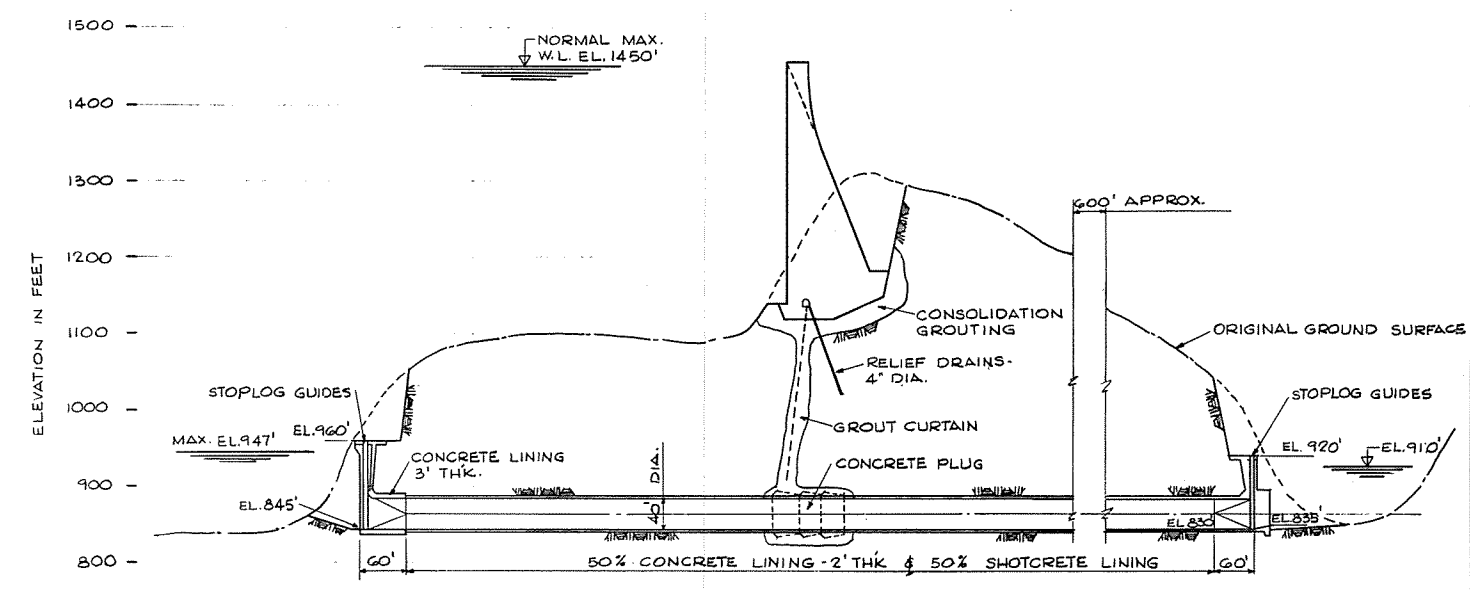 1500
NORMAL MAX.
W.L. EL. 1450'
1400
1300
600' APPROX.
1200
ELEVATION IN FEET
1100
CONSOLIDATION
GROUTING
ORIGINAL GROUND SURFACE
RELIEF DRAINS-
4" DIA.
STOPLOG GUIDES
STOPLOG GUIDES
1000
MAX. EL. 947'
EL. 960'
GROUT CURTAIN
EL. 920'
EL. 910'
CONCRETE LINING
3' THK.
CONCRETE PLUG
900
40' DIA.
EL. 845'
EL 830'
EL 835'
800
60'
50% CONCRETE LINING - 2' THK & 50% SHOTCRETE LINING
60'